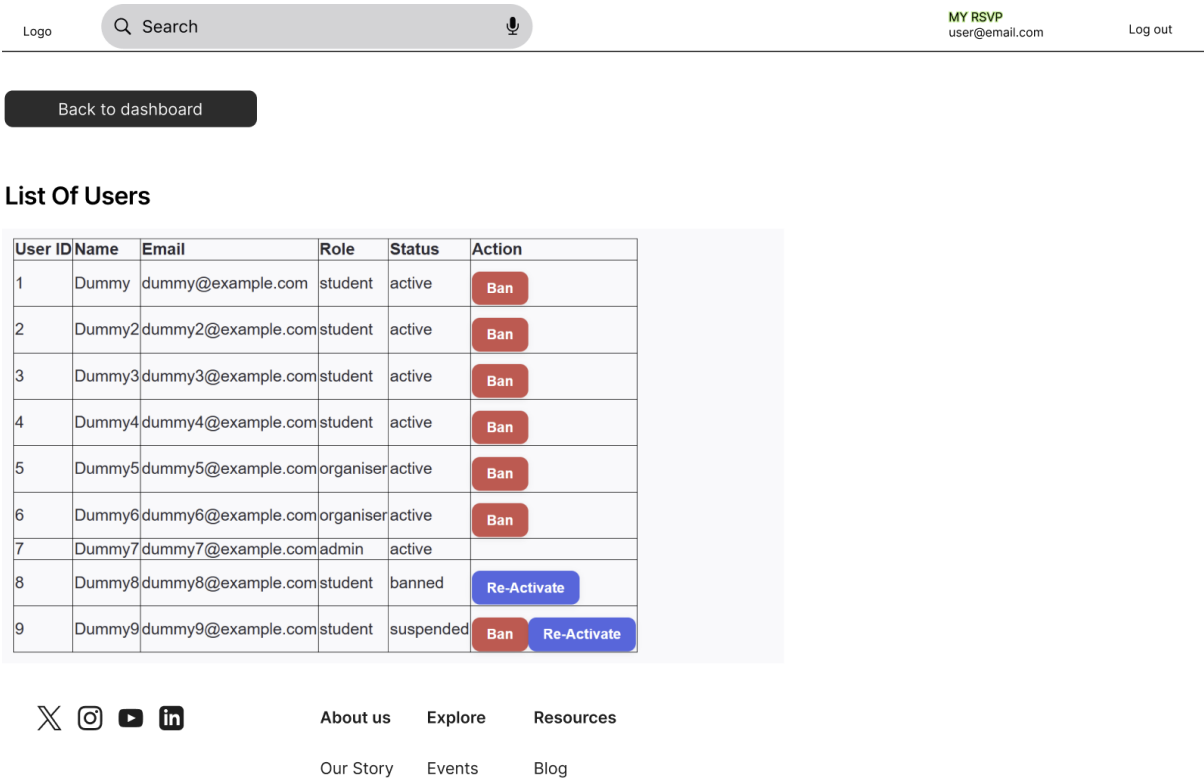 Logo
Search
MY RSVP
user@email.com
Log out
Back to dashboard
List Of Users
User ID Name Email Role Status Action
1 Dummy dummy@example.com student active Ban
2 Dummy2 dummy2@example.com student active Ban
3 Dummy3 dummy3@example.com student active Ban
4 Dummy4 dummy4@example.com student active Ban
5 Dummy5 dummy5@example.com organiser active Ban
6 Dummy6 dummy6@example.com organiser active Ban
7 Dummy7 dummy7@example.com admin active
8 Dummy8 dummy8@example.com student banned Re-Activate
9 Dummy9 dummy9@example.com student suspended Ban Re-Activate
About us Explore Resources
Our Story Events Blog